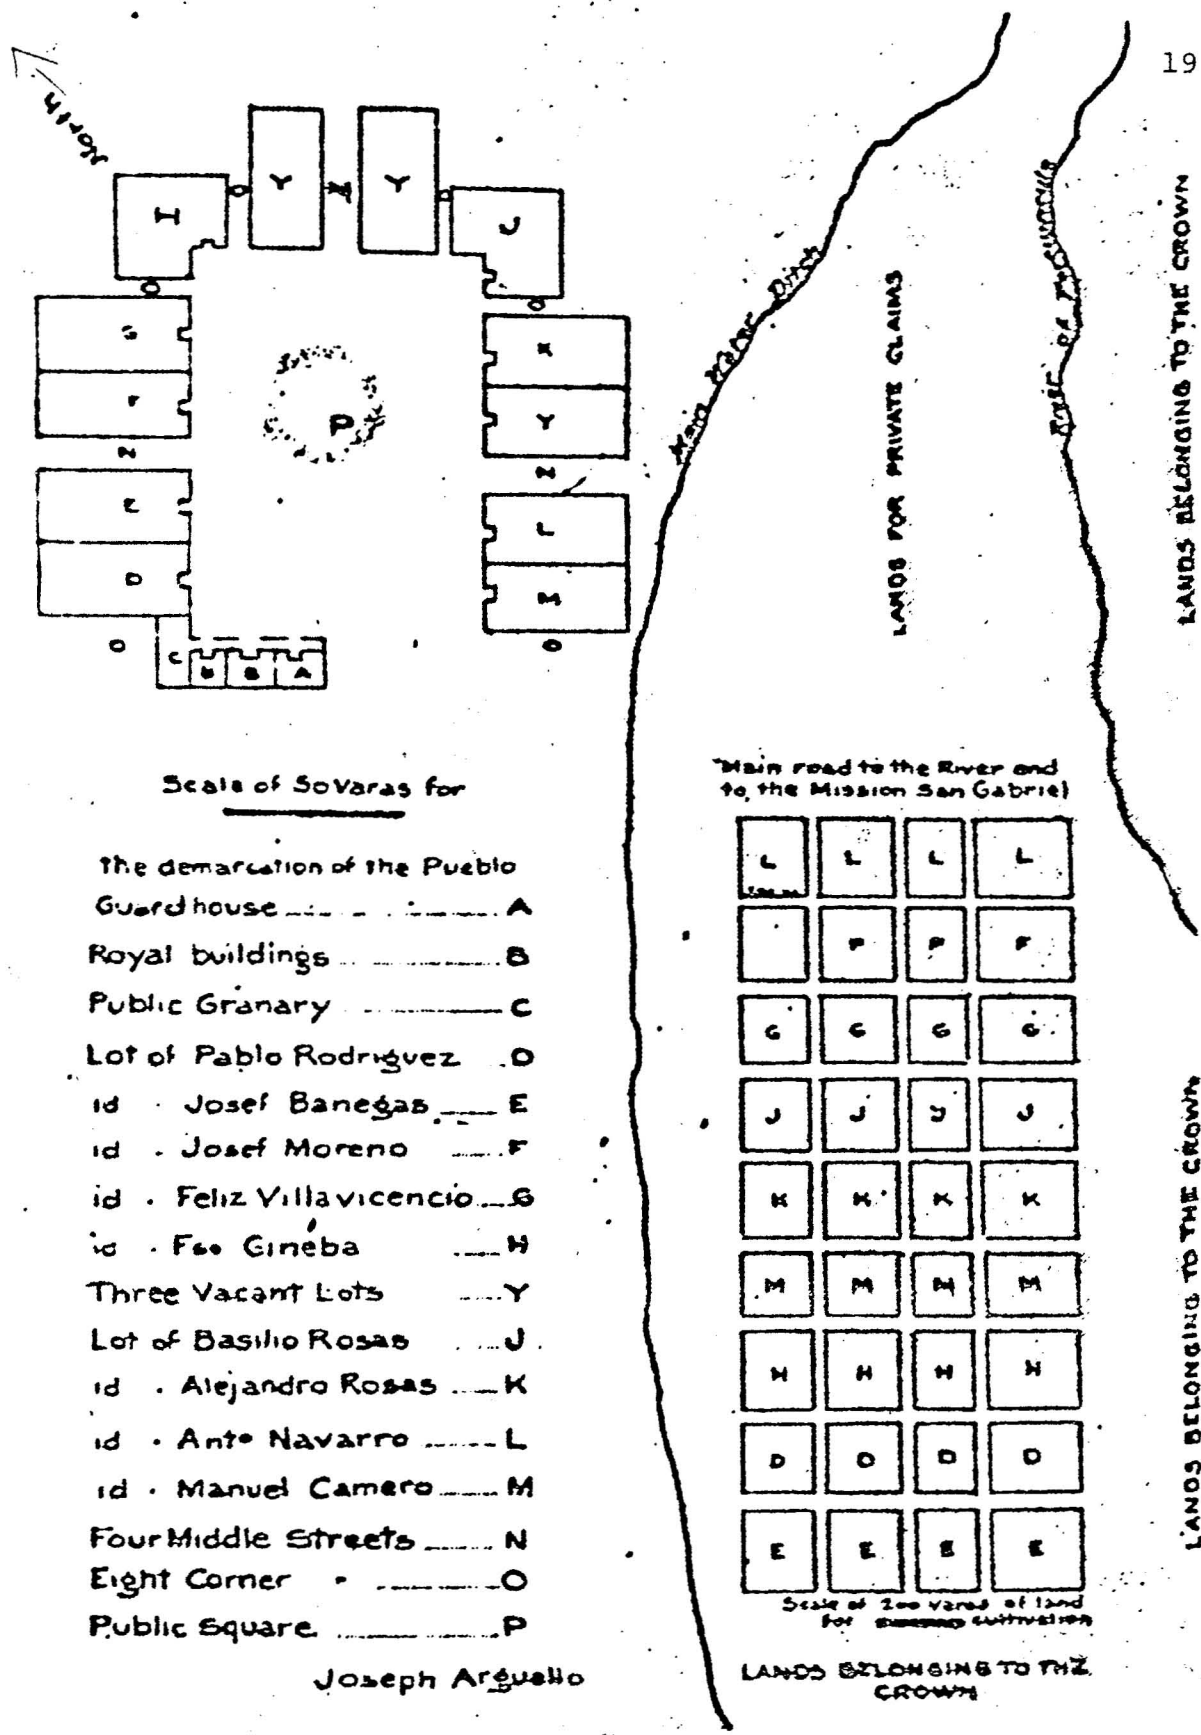 19
North
Y N Y
I
J
G
K
F
P
Y
N
N
E
L
D
M
O
O
C B B A
Main Water Ditch
LANDS FOR PRIVATE CLAIMS
River of Porciuncula
LANDS BELONGING TO THE CROWN
LANDS BELONGING TO THE CROWN
Scale of 50 Varas for
the demarcation of the Pueblo
Guardhouse A
Royal buildings B
Public Granary C
Lot of Pablo Rodriguez D
id . Josef Banegas E
id . Josef Moreno F
id . Feliz Villavicencio G
id . Fco Gineba H
Three Vacant Lots Y
Lot of Basilio Rosas J
id . Alejandro Rosas K
id . Anto Navarro L
id . Manuel Camero M
Four Middle Streets N
Eight Corner " O
Public Square P
Joseph Arguello
Main road to the River and
to the Mission San Gabriel
L L L L
F F F
G G G G
J J J J
K K K K
M M M M
H H H H
D D D D
E E E E
Scale of 200 varas of land
for cultivation
LANDS BELONGING TO THE
CROWN